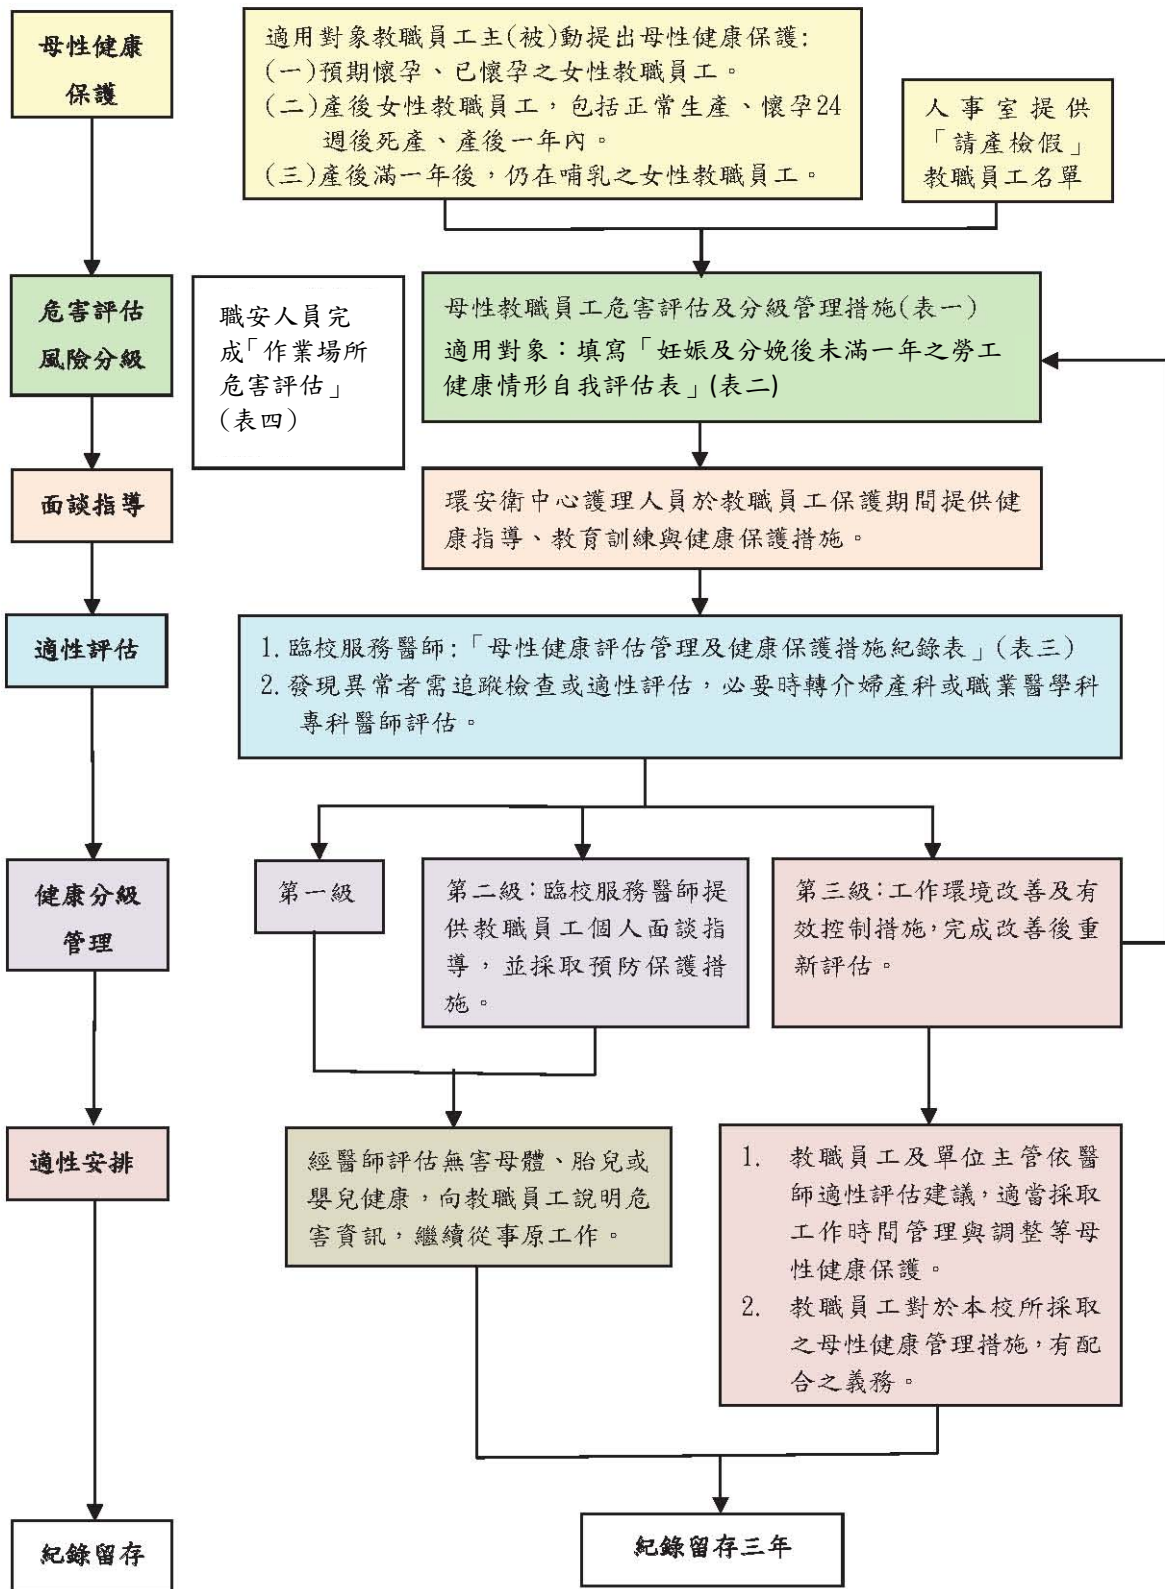 母性健康
保護
適用對象教職員工主(被)動提出母性健康保護:
(一)預期懷孕、已懷孕之女性教職員工。
(二)產後女性教職員工，包括正常生產、懷孕24
週後死產、產後一年內。
(三)產後滿一年後，仍在哺乳之女性教職員工。
人事室提供
「請產檢假」
教職員工名單
危害評估
風險分級
職安人員完
成「作業場所
危害評估」
(表四)
母性教職員工危害評估及分級管理措施(表一)
適用對象：填寫「妊娠及分娩後未滿一年之勞工
健康情形自我評估表」(表二)
面談指導
環安衛中心護理人員於教職員工保護期間提供健
康指導、教育訓練與健康保護措施。
適性評估
1. 臨校服務醫師:「母性健康評估管理及健康保護措施紀錄表」(表三)
2. 發現異常者需追蹤檢查或適性評估，必要時轉介婦產科或職業醫學科
專科醫師評估。
健康分級
管理
第一級
第二級：臨校服務醫師提
供教職員工個人面談指
導，並採取預防保護措
施。
第三級：工作環境改善及有
效控制措施，完成改善後重
新評估。
適性安排
經醫師評估無害母體、胎兒或
嬰兒健康，向教職員工說明危
害資訊，繼續從事原工作。
1. 教職員工及單位主管依醫
師適性評估建議，適當採取
工作時間管理與調整等母
性健康保護。
2. 教職員工對於本校所採取
之母性健康管理措施，有配
合之義務。
紀錄留存
紀錄留存三年